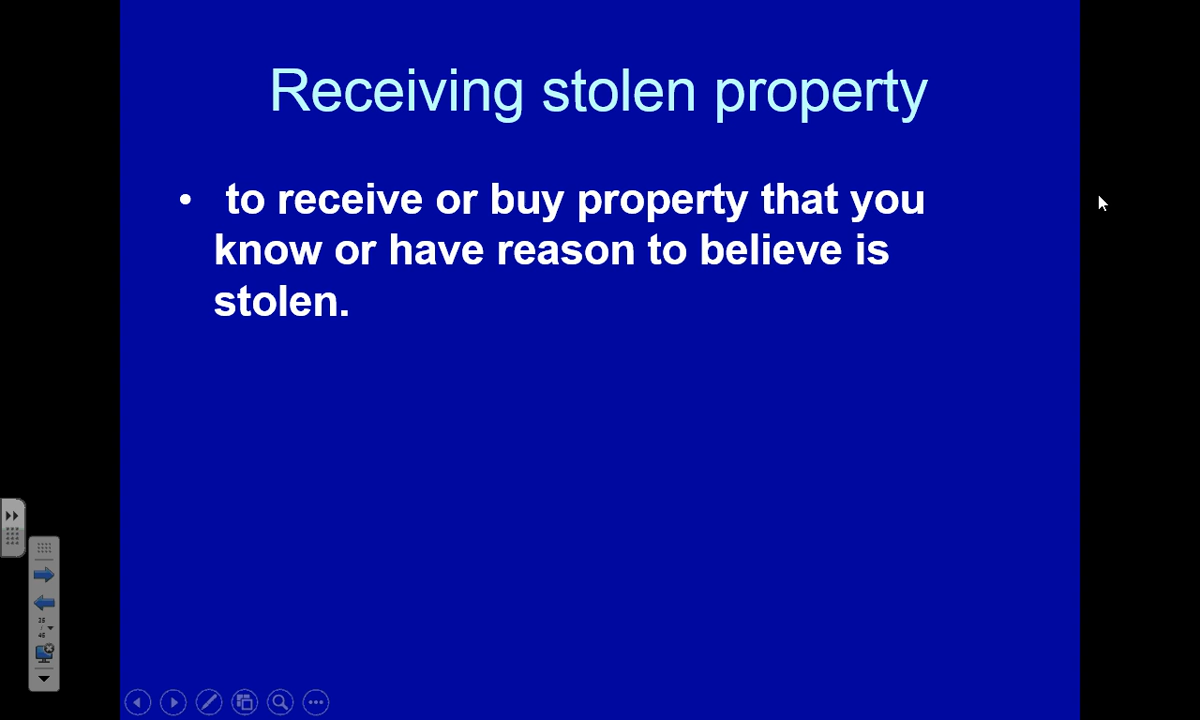 Receiving stolen property
• to receive or buy property that you
know or have reason to believe is
stolen.